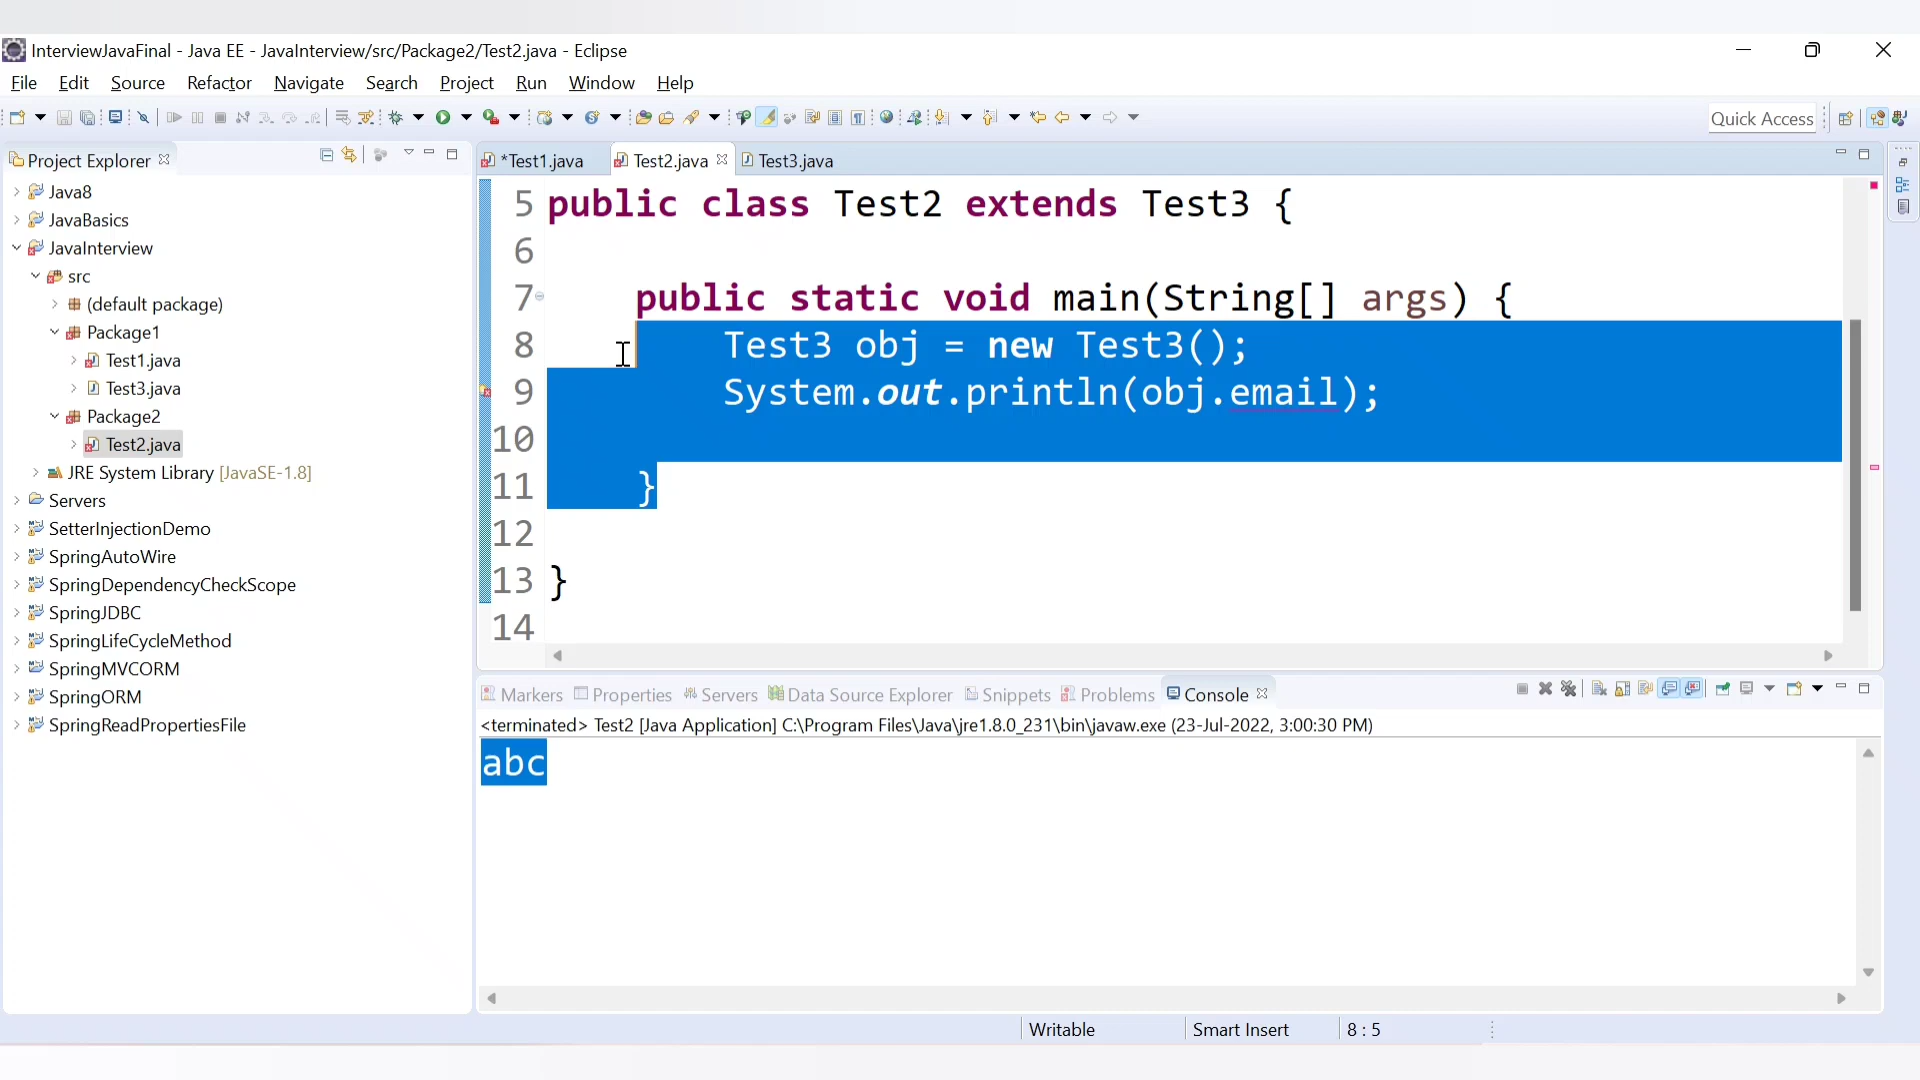 InterviewJavaFinal - Java EE - JavaInterview/src/Package2/Test2.java - Eclipse
File Edit Source Refactor Navigate Search Project Run Window Help
Quick Access
Project Explorer
*Test1.java Test2.java Test3.java
Java8
JavaBasics
JavaInterview
src
(default package)
Package1
Test1.java
Test3.java
Package2
Test2.java
JRE System Library [JavaSE-1.8]
Servers
SetterInjectionDemo
SpringAutoWire
SpringDependencyCheckScope
SpringJDBC
SpringLifeCycleMethod
SpringMVCORM
SpringORM
SpringReadPropertiesFile
5 public class Test2 extends Test3 {
6
7 public static void main(String[] args) {
8 Test3 obj = new Test3();
9 System.out.println(obj.email);
10
11 }
12
13 }
14
Markers Properties Servers Data Source Explorer Snippets Problems Console
<terminated> Test2 [Java Application] C:\Program Files\Java\jre1.8.0_231\bin\javaw.exe (23-Jul-2022, 3:00:30 PM)
abc
Writable Smart Insert 8 : 5